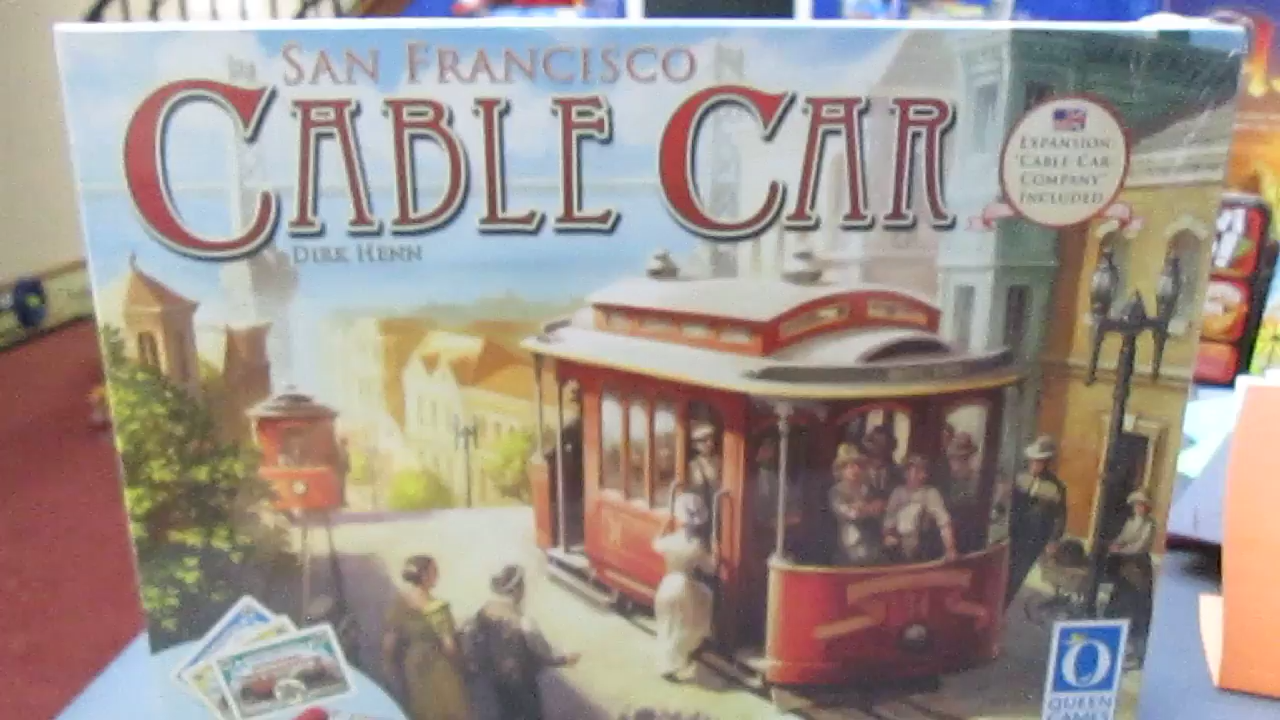 SAN FRANCISCO
CABLE CAR
DIRK HENN
EXPANSION:
"CABLE CAR
COMPANY"
INCLUDED
QUEEN
GAMES